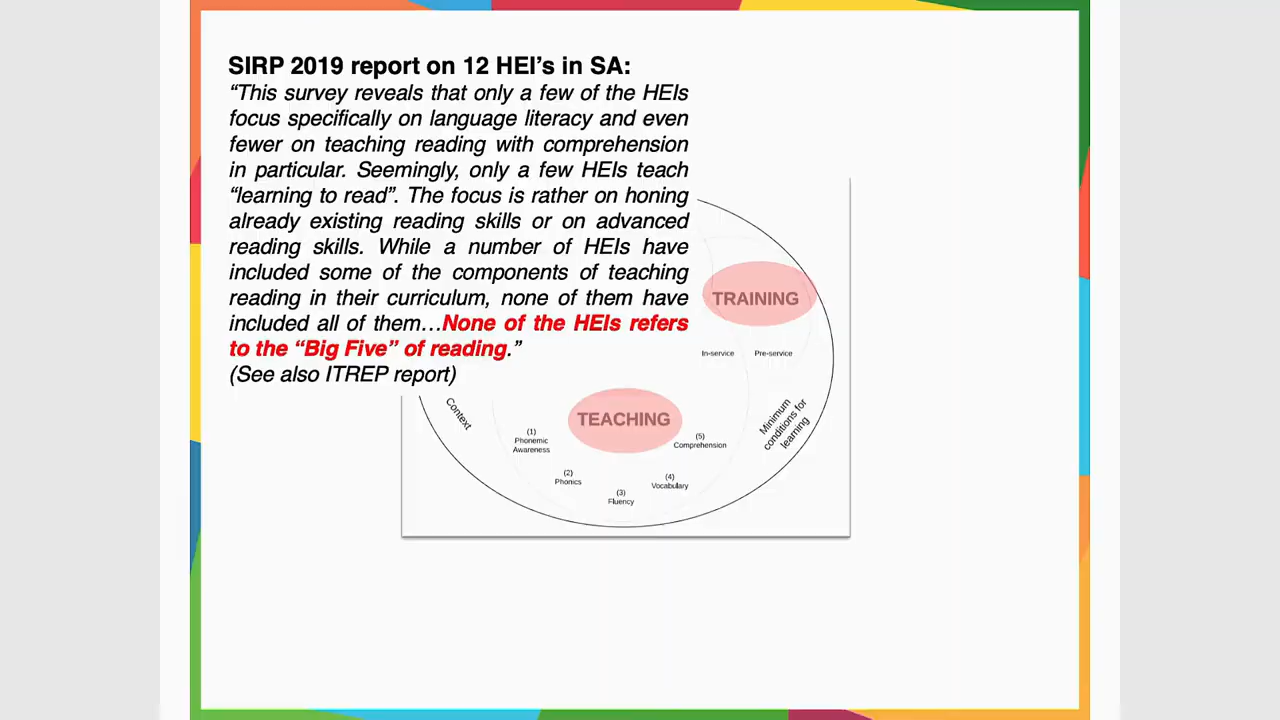 SIRP 2019 report on 12 HEI’s in SA:
“This survey reveals that only a few of the HEIs
focus specifically on language literacy and even
fewer on teaching reading with comprehension
in particular. Seemingly, only a few HEIs teach
“learning to read”. The focus is rather on honing
already existing reading skills or on advanced
reading skills. While a number of HEIs have
included some of the components of teaching
reading in their curriculum, none of them have
included all of them…None of the HEIs refers
to the “Big Five” of reading.”
(See also ITREP report)
TRAINING
In-service
Pre-service
TEACHING
Context
Minimum
conditions for
learning
(1)
Phonemic
Awareness
(2)
Phonics
(3)
Fluency
(4)
Vocabulary
(5)
Comprehension